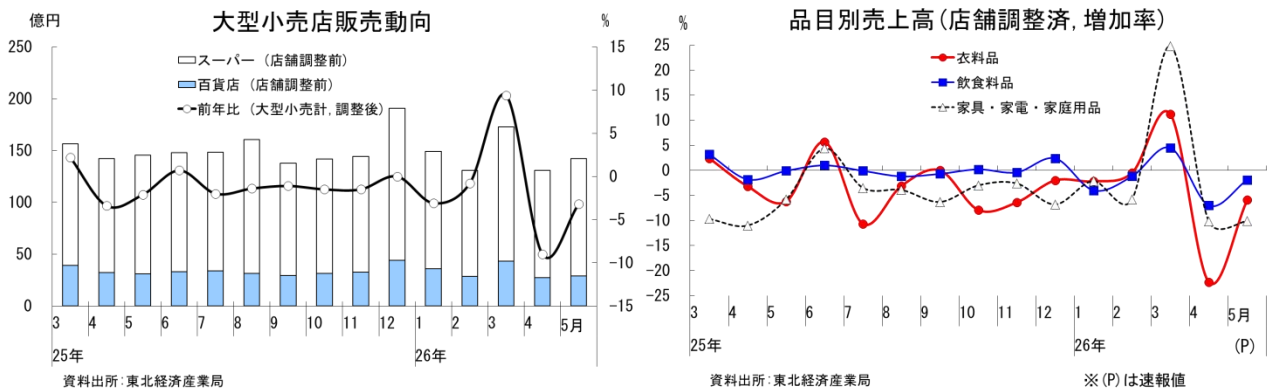 大型小売店販売動向
億円
%
250
200
150
100
50
0
15
10
5
0
-5
-10
-15
スーパー (店舗調整前)
百貨店 (店舗調整前)
前年比 (大型小売計, 調整後)
3 4 5 6 7 8 9 10 11 12 1 2 3 4 5月
25年 26年
資料出所:東北経済産業局
品目別売上高(店舗調整済, 増加率)
%
25
20
15
10
5
0
-5
-10
-15
-20
-25
衣料品
飲食料品
家具・家電・家庭用品
3 4 5 6 7 8 9 10 11 12 1 2 3 4 5月
25年 26年 (P)
資料出所:東北経済産業局 ※(P)は速報値